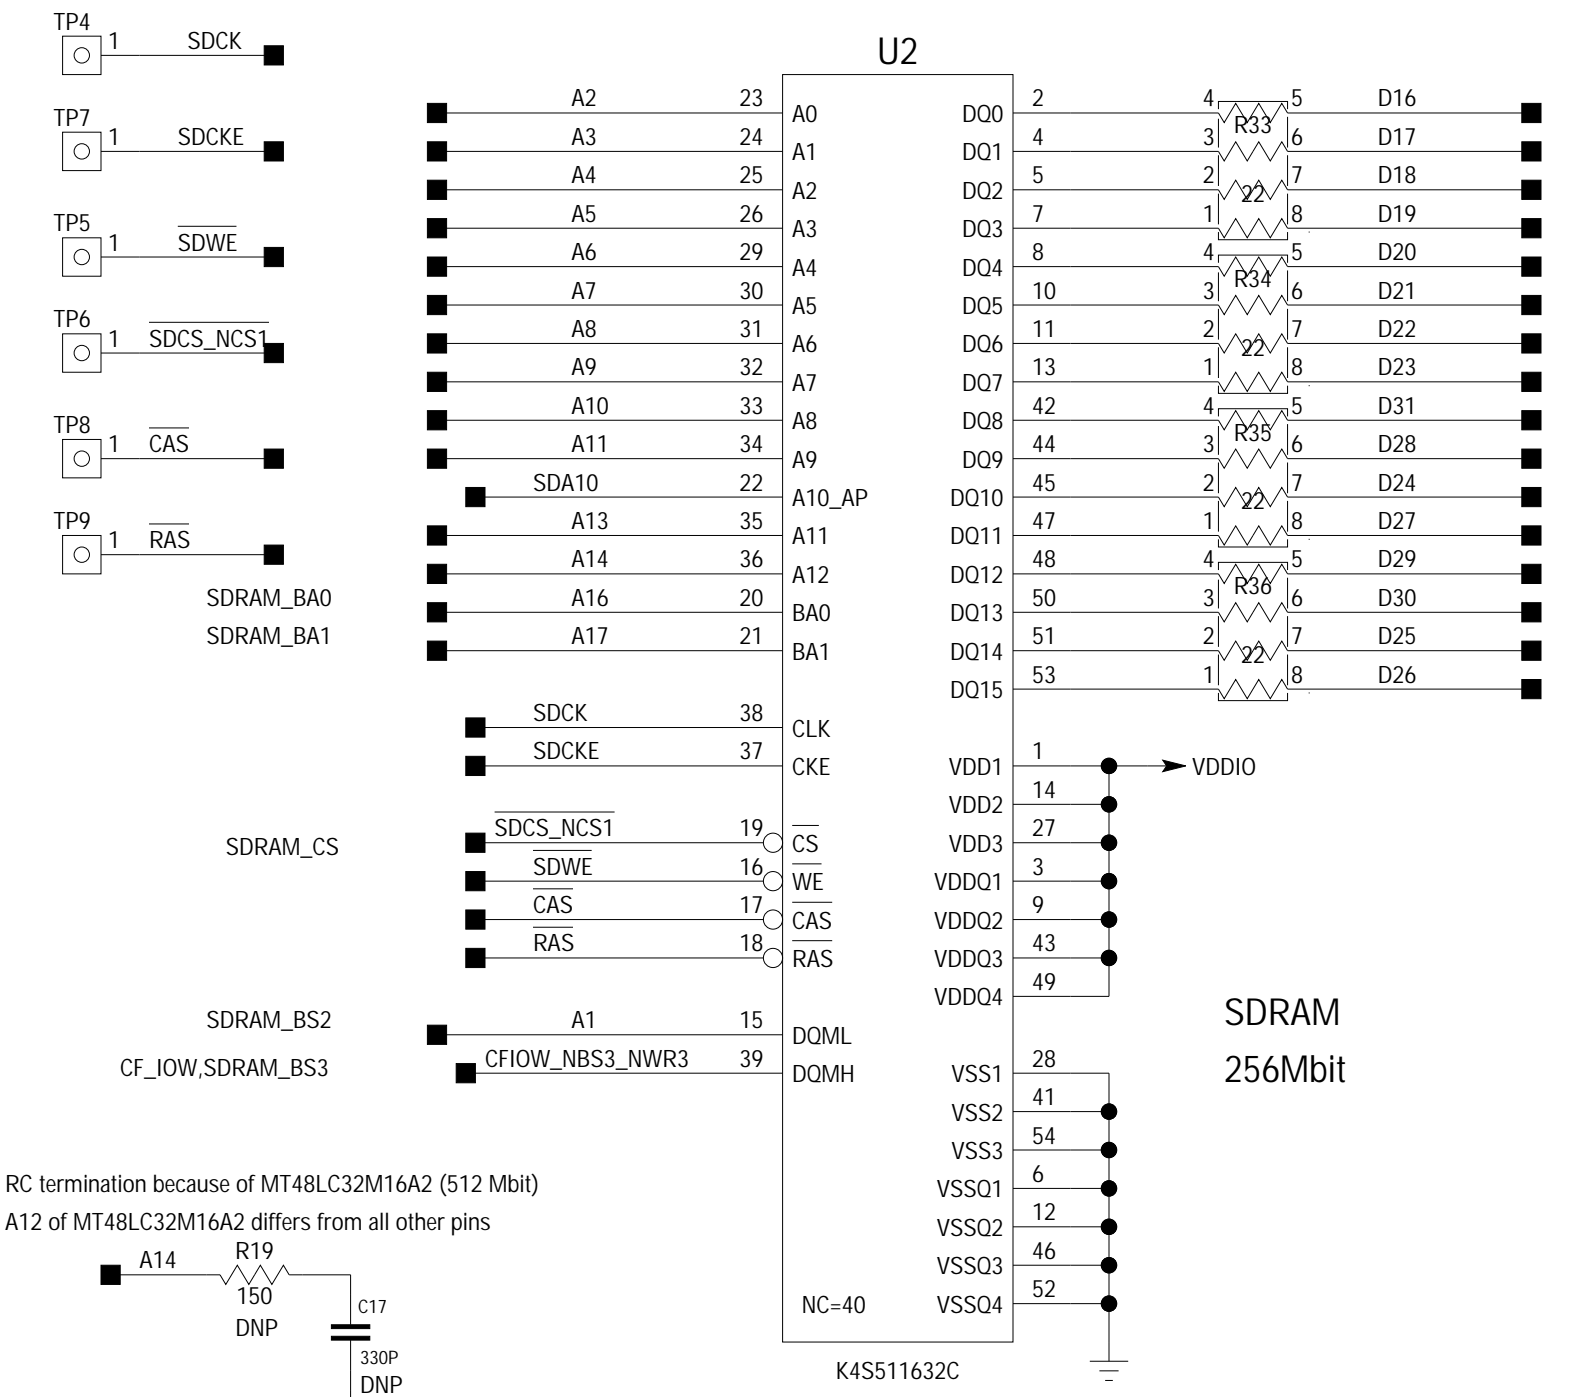 TP4
1 SDCK
TP7
1 SDCKE
TP5
1 SDWE
TP6
1 SDCS_NCS1
TP8
1 CAS
TP9
1 RAS
SDRAM_BA0
SDRAM_BA1
SDRAM_CS
SDRAM_BS2
CF_IOW,SDRAM_BS3
U2
A2 23 A0
A3 24 A1
A4 25 A2
A5 26 A3
A6 29 A4
A7 30 A5
A8 31 A6
A9 32 A7
A10 33 A8
A11 34 A9
SDA10 22 A10_AP
A13 35 A11
A14 36 A12
A16 20 BA0
A17 21 BA1
SDCK 38 CLK
SDCKE 37 CKE
SDCS_NCS1 19 CS
SDWE 16 WE
CAS 17 CAS
RAS 18 RAS
A1 15 DQML
CFIOW_NBS3_NWR3 39 DQMH
NC=40
K4S511632C
DQ0 2 4 5 D16
R33
DQ1 4 3 6 D17
DQ2 5 2 7 D18
22
DQ3 7 1 8 D19
DQ4 8 4 5 D20
R34
DQ5 10 3 6 D21
DQ6 11 2 7 D22
22
DQ7 13 1 8 D23
DQ8 42 4 5 D31
R35
DQ9 44 3 6 D28
DQ10 45 2 7 D24
22
DQ11 47 1 8 D27
DQ12 48 4 5 D29
R36
DQ13 50 3 6 D30
DQ14 51 2 7 D25
22
DQ15 53 1 8 D26
VDD1 1 VDDIO
VDD2 14
VDD3 27
VDDQ1 3
VDDQ2 9
VDDQ3 43
VDDQ4 49
VSS1 28
VSS2 41
VSS3 54
VSSQ1 6
VSSQ2 12
VSSQ3 46
VSSQ4 52
SDRAM
256Mbit
RC termination because of MT48LC32M16A2 (512 Mbit)
A12 of MT48LC32M16A2 differs from all other pins
A14 R19
150
DNP
C17
330P
DNP